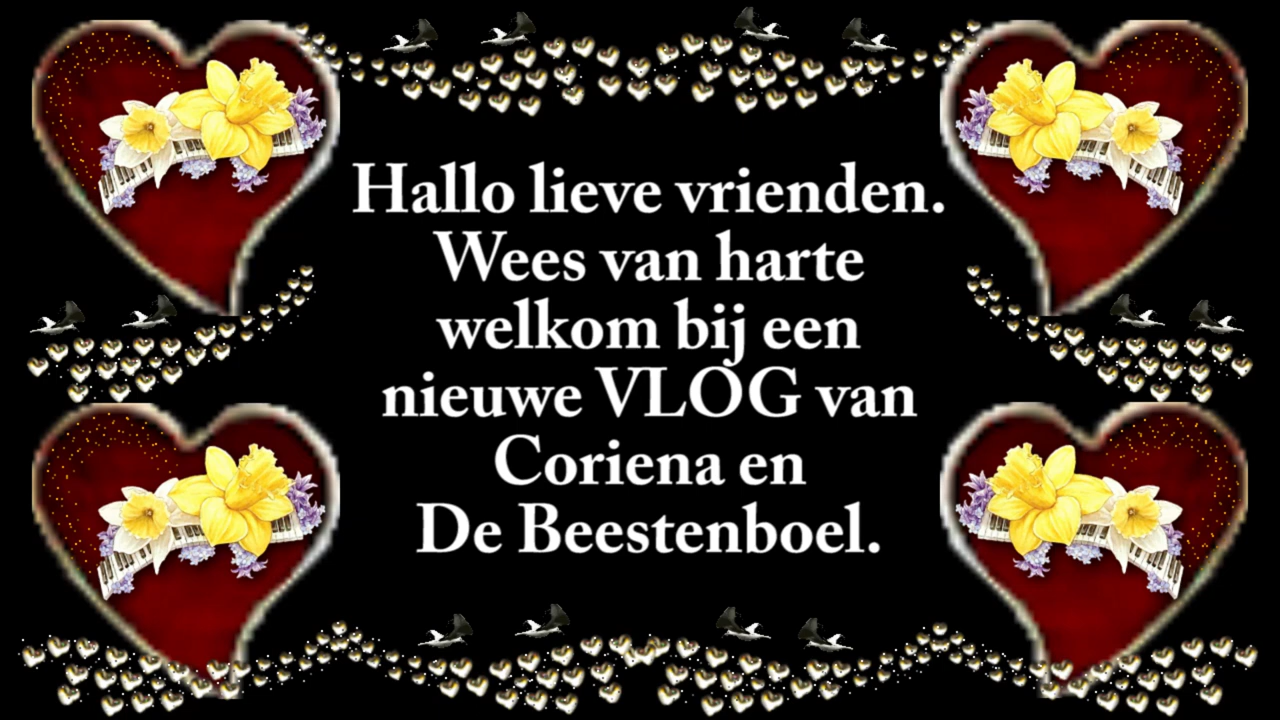 Hallo lieve vrienden.
Wees van harte
welkom bij een
nieuwe VLOG van
Coriena en
De Beestenboel.